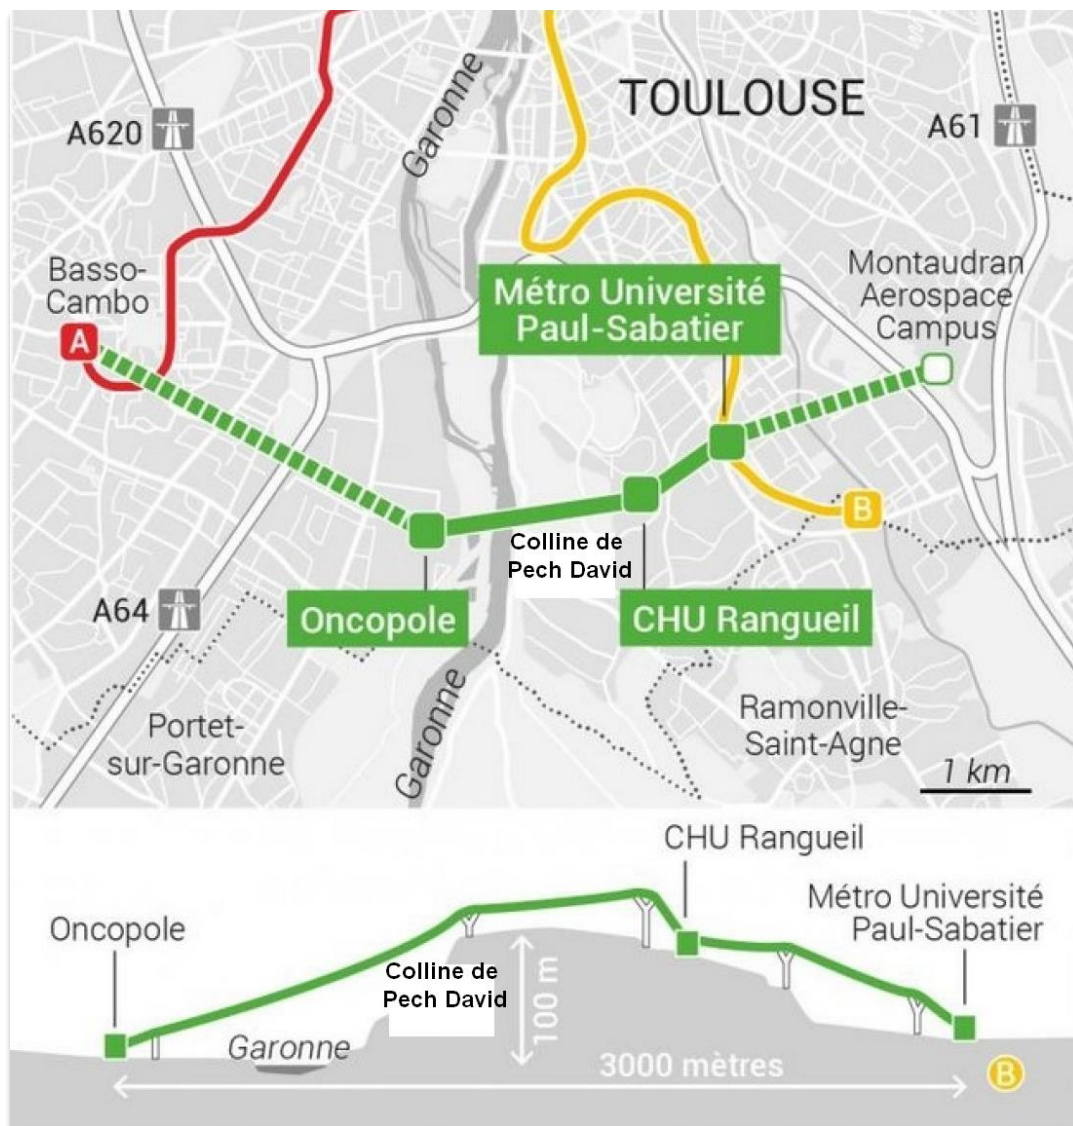 TOULOUSE
A620
A61
Garonne
Basso-
Cambo
A
Métro Université
Paul-Sabatier
Montaudran
Aerospace
Campus
B
Colline de
Pech David
Oncopole
CHU Rangueil
A64
Garonne
Portet-
sur-Garonne
Ramonville-
Saint-Agne
1 km
CHU Rangueil
Oncopole
Métro Université
Paul-Sabatier
Colline de
Pech David
100 m
Garonne
3000 mètres
B